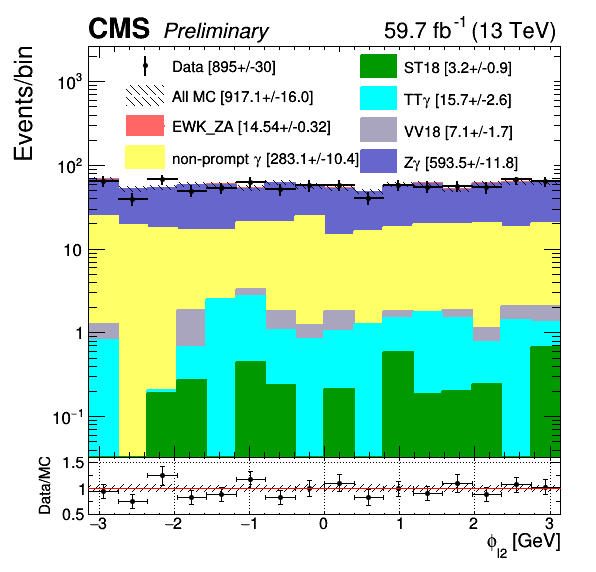 CMS Preliminary 59.7 fb⁻¹ (13 TeV)
Events/bin
Data [895+/-30]
All MC [917.1+/-16.0]
EWK_ZA [14.54+/-0.32]
non-prompt γ [283.1+/-10.4]
ST18 [3.2+/-0.9]
TTγ [15.7+/-2.6]
VV18 [7.1+/-1.7]
Zγ [593.5+/-11.8]
10³
10²
10
1
10⁻¹
Data/MC
1.5
1
0.5
−3 −2 −1 0 1 2 3
ϕ_l2 [GeV]